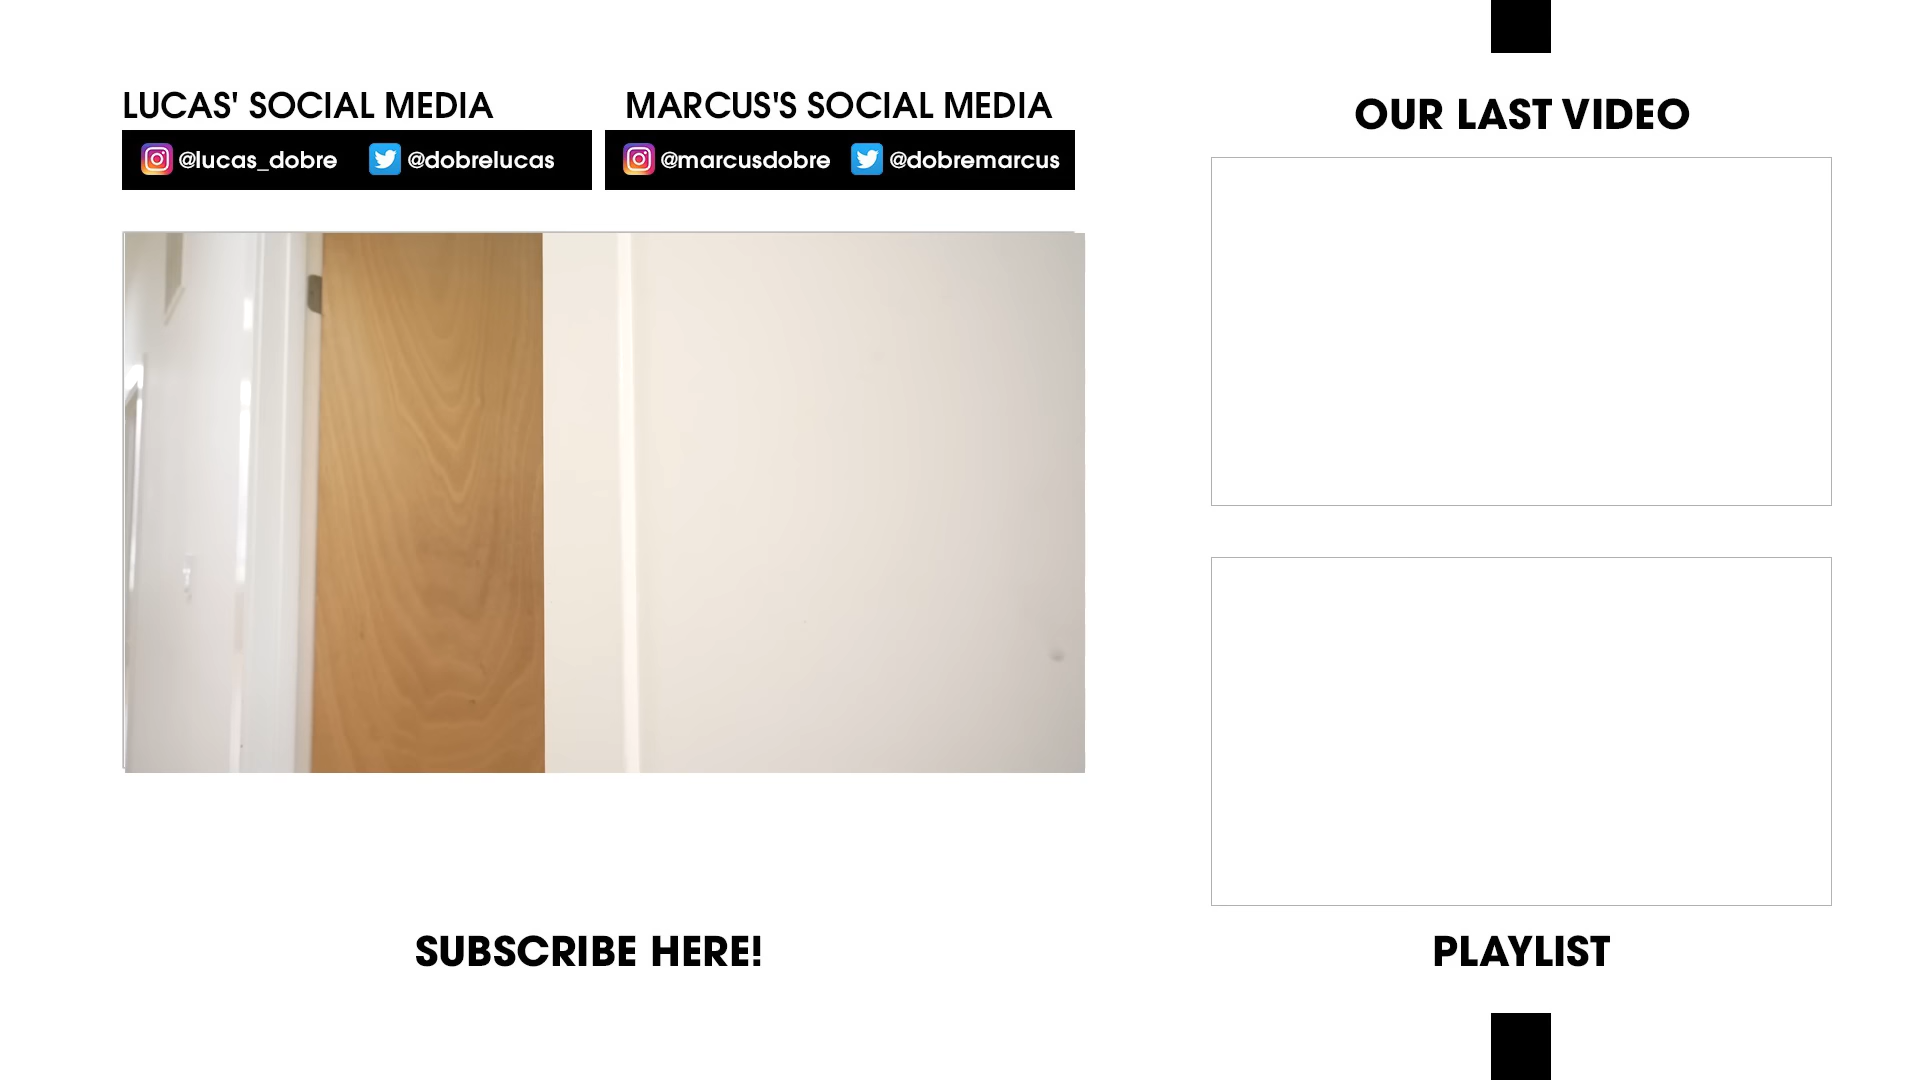 LUCAS' SOCIAL MEDIA
@lucas_dobre @dobrelucas
MARCUS'S SOCIAL MEDIA
@marcusdobre @dobremarcus
OUR LAST VIDEO
SUBSCRIBE HERE!
PLAYLIST